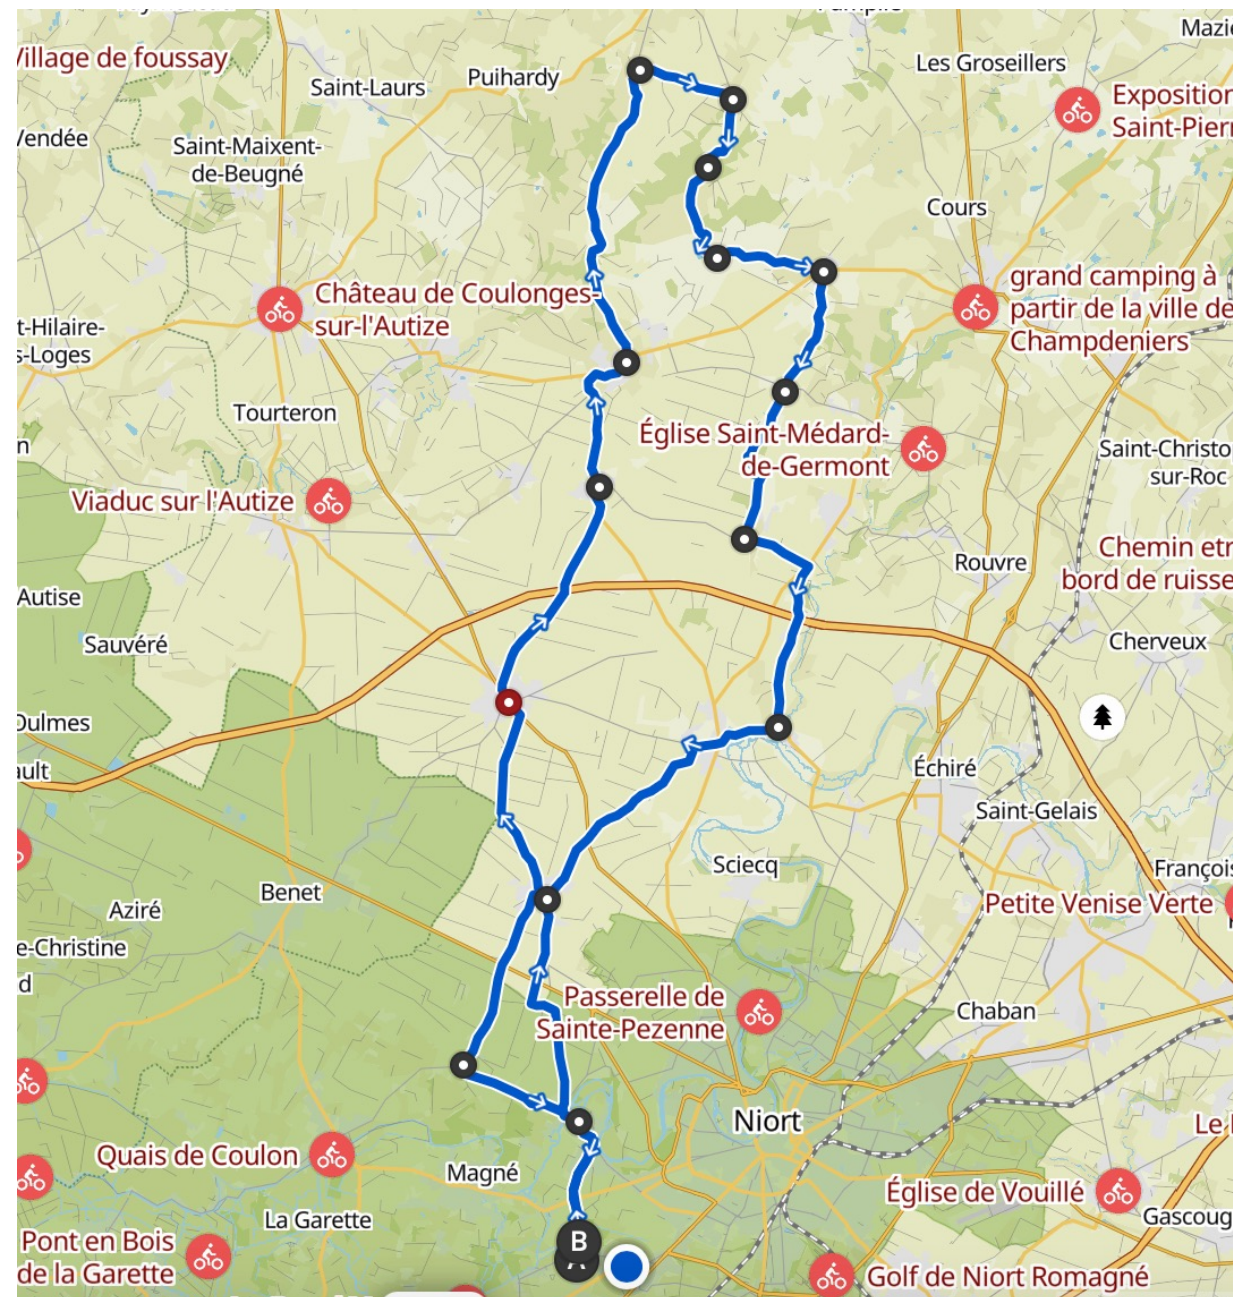 Village de foussay
Puihardy
Saint-Laurs
Les Groseillers
Exposition
Saint-Pierr
Vendée
Saint-Maixent-
de-Beugné
Cours
Château de Coulonges-
sur-l'Autize
grand camping à
partir de la ville de
Champdeniers
t-Hilaire-
s-Loges
Tourteron
Église Saint-Médard-
de-Germont
n
Saint-Christo
sur-Roc
Viaduc sur l'Autize
Chemin etr
bord de ruisse
Rouvre
Autise
Sauvéré
Cherveux
Oulmes
ault
Échiré
Saint-Gelais
Sciecq
François
Benet
Aziré
Petite Venise Verte
e-Christine
d
Passerelle de
Sainte-Pezenne
Chaban
Niort
Quais de Coulon
Magné
Église de Vouillé
La Garette
Gascoug
Pont en Bois
de la Garette
B
A
Golf de Niort Romagné